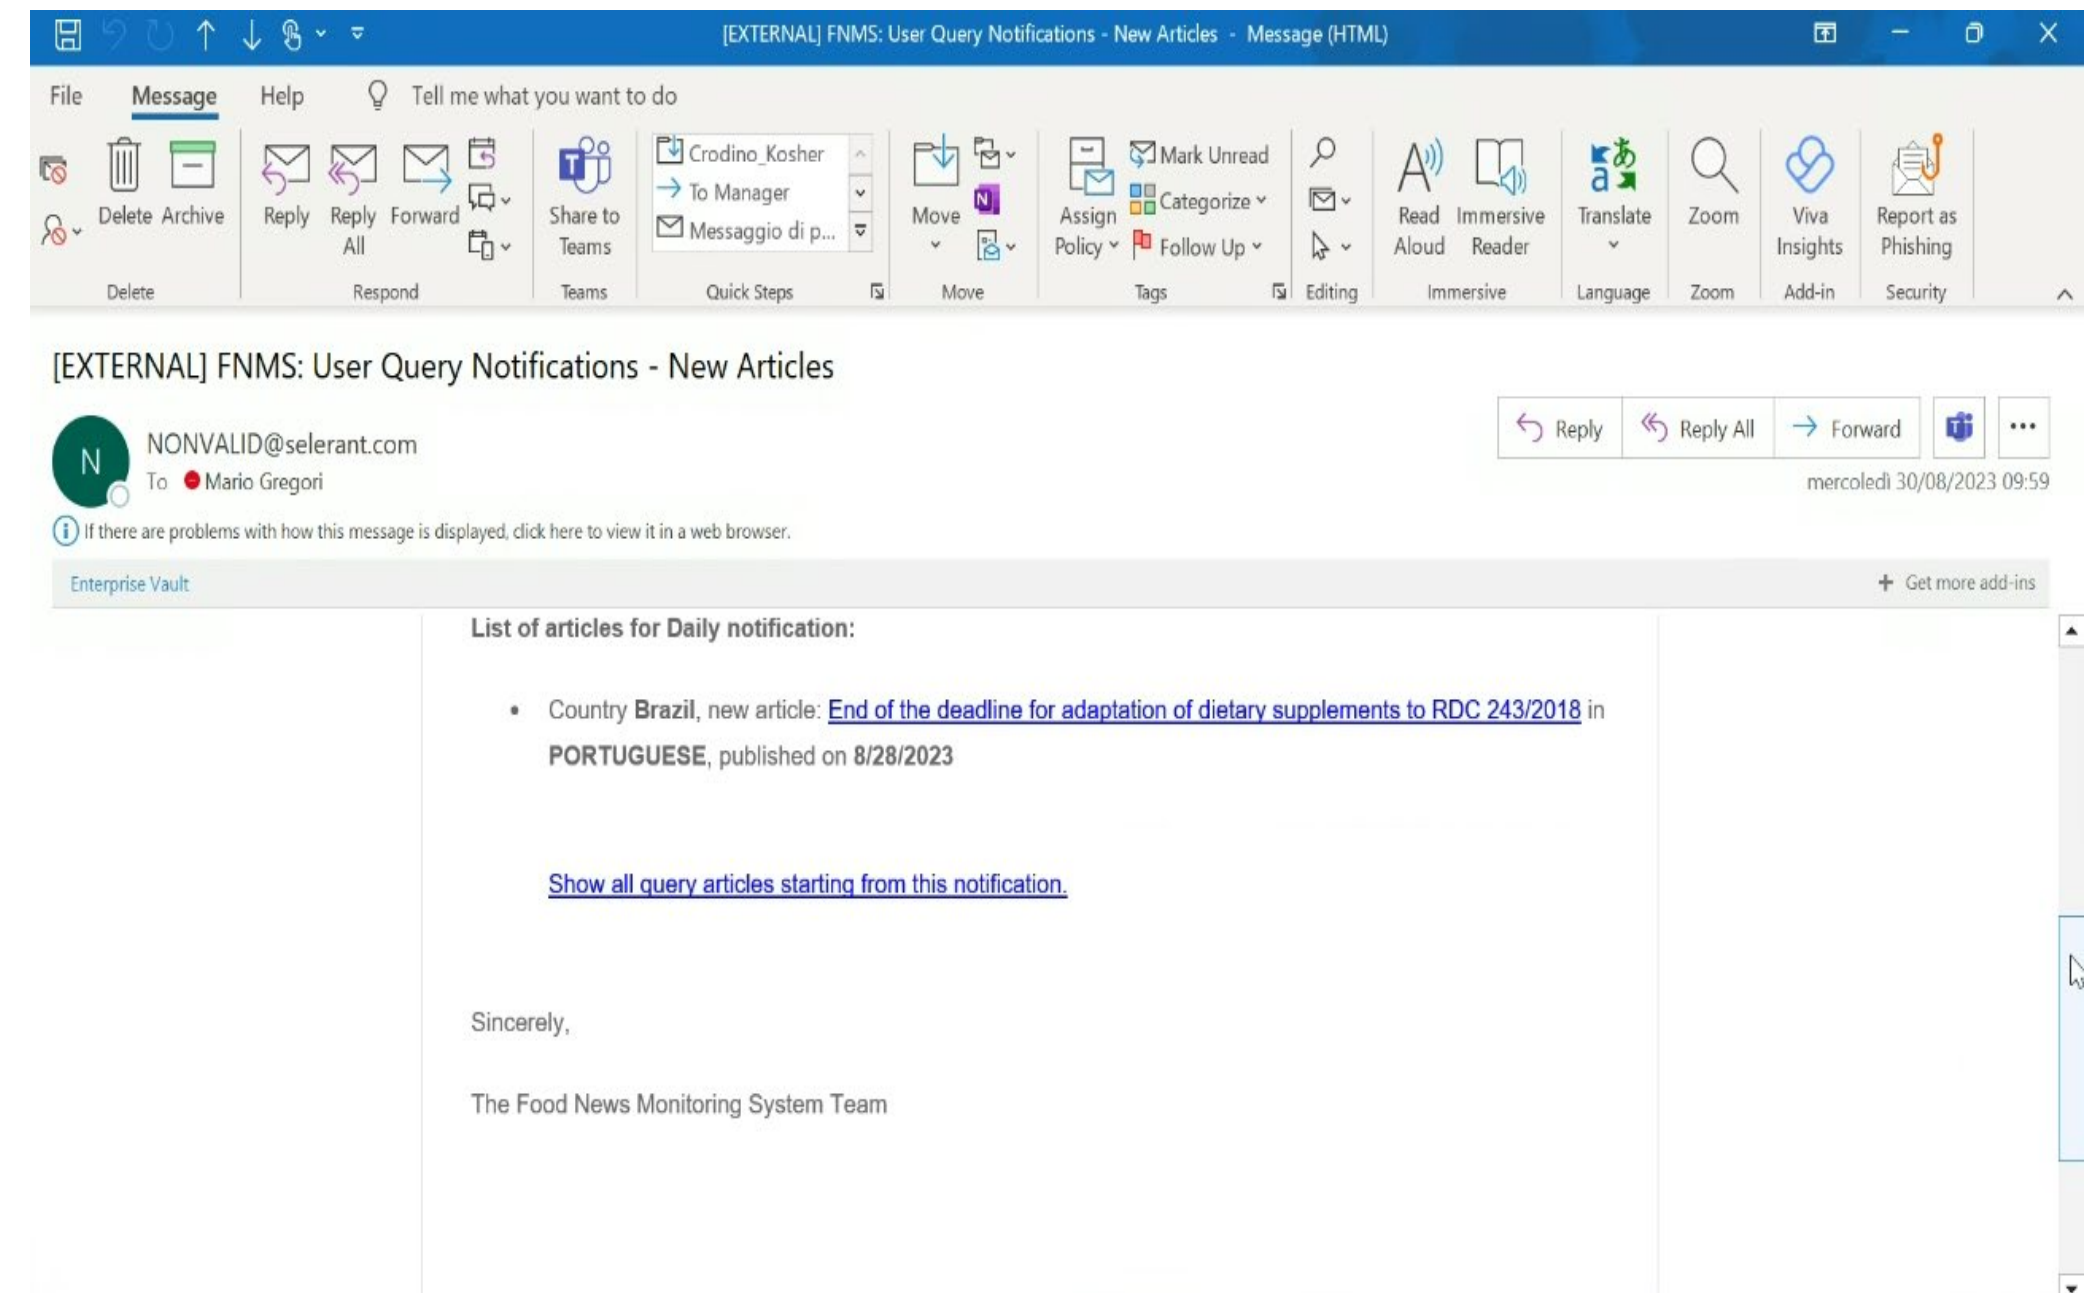 [EXTERNAL] FNMS: User Query Notifications - New Articles - Message (HTML)
File Message Help Tell me what you want to do
Delete Archive
Reply Reply All Forward
Share to Teams
Crodino_Kosher
To Manager
Messaggio di p...
Move
Assign Policy
Mark Unread
Categorize
Follow Up
Read Aloud
Immersive Reader
Translate
Zoom
Viva Insights
Report as Phishing
Delete Respond Teams Quick Steps Move Tags Editing Immersive Language Zoom Add-in Security
[EXTERNAL] FNMS: User Query Notifications - New Articles
N
NONVALID@selerant.com
To Mario Gregori
Reply Reply All Forward
mercoledì 30/08/2023 09:59
If there are problems with how this message is displayed, click here to view it in a web browser.
Enterprise Vault + Get more add-ins
List of articles for Daily notification:
• Country Brazil, new article: End of the deadline for adaptation of dietary supplements to RDC 243/2018 in
PORTUGUESE, published on 8/28/2023
Show all query articles starting from this notification.
Sincerely,
The Food News Monitoring System Team